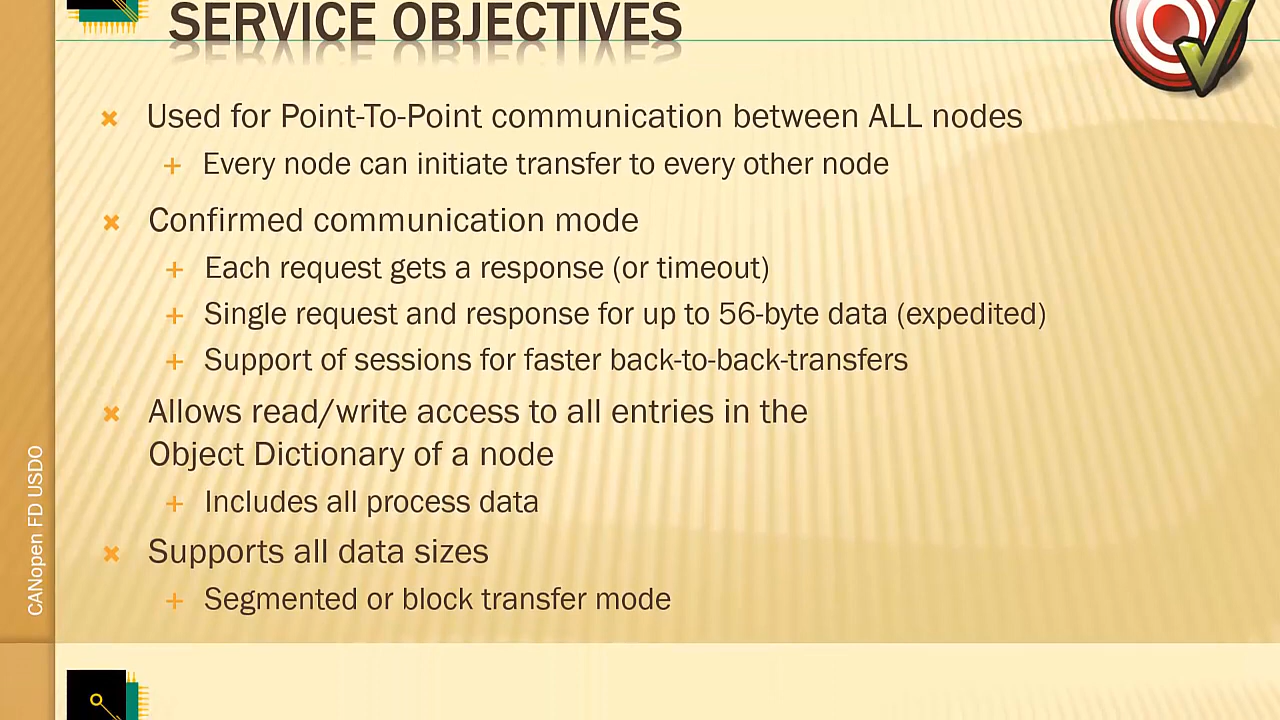 SERVICE OBJECTIVES
Used for Point-To-Point communication between ALL nodes
Every node can initiate transfer to every other node
Confirmed communication mode
Each request gets a response (or timeout)
Single request and response for up to 56-byte data (expedited)
Support of sessions for faster back-to-back-transfers
Allows read/write access to all entries in the
Object Dictionary of a node
Includes all process data
Supports all data sizes
Segmented or block transfer mode
CANopen FD USDO